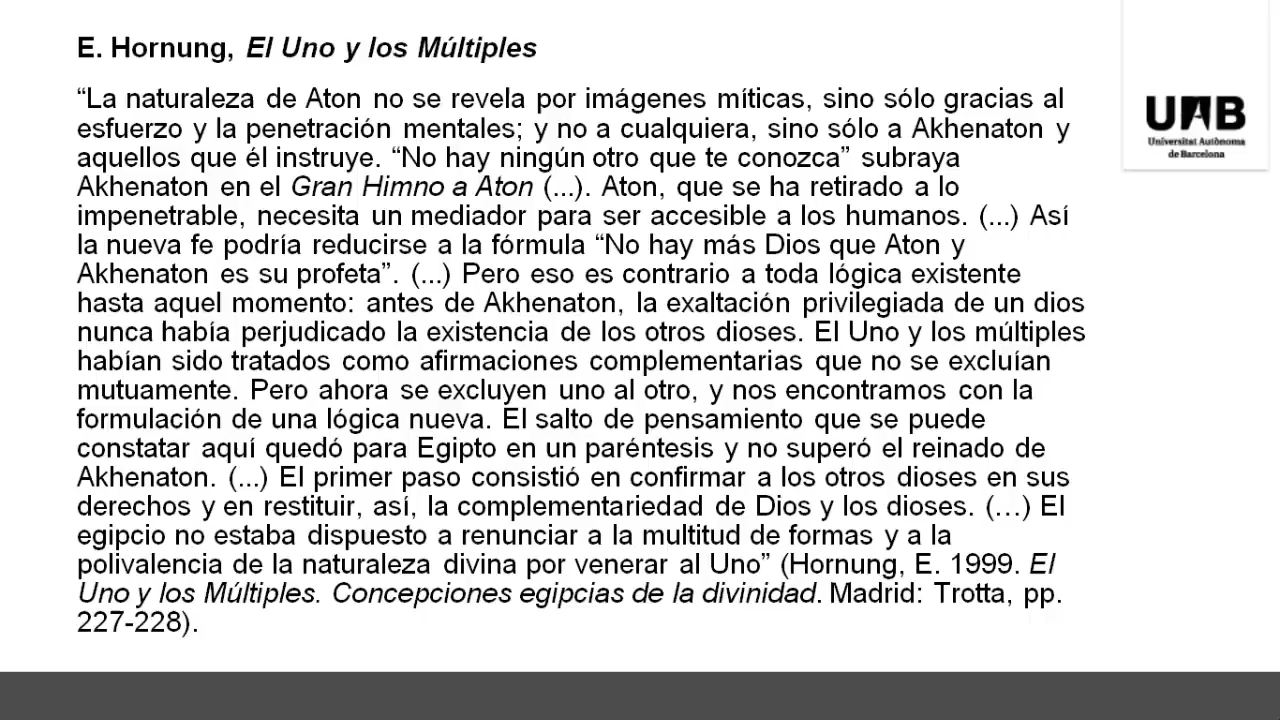 E. Hornung, El Uno y los Múltiples
“La naturaleza de Aton no se revela por imágenes míticas, sino sólo gracias al
esfuerzo y la penetración mentales; y no a cualquiera, sino sólo a Akhenaton y
aquellos que él instruye. “No hay ningún otro que te conozca” subraya
Akhenaton en el Gran Himno a Aton (...). Aton, que se ha retirado a lo
impenetrable, necesita un mediador para ser accesible a los humanos. (...) Así
la nueva fe podría reducirse a la fórmula “No hay más Dios que Aton y
Akhenaton es su profeta”. (...) Pero eso es contrario a toda lógica existente
hasta aquel momento: antes de Akhenaton, la exaltación privilegiada de un dios
nunca había perjudicado la existencia de los otros dioses. El Uno y los múltiples
habían sido tratados como afirmaciones complementarias que no se excluían
mutuamente. Pero ahora se excluyen uno al otro, y nos encontramos con la
formulación de una lógica nueva. El salto de pensamiento que se puede
constatar aquí quedó para Egipto en un paréntesis y no superó el reinado de
Akhenaton. (...) El primer paso consistió en confirmar a los otros dioses en sus
derechos y en restituir, así, la complementariedad de Dios y los dioses. (…) El
egipcio no estaba dispuesto a renunciar a la multitud de formas y a la
polivalencia de la naturaleza divina por venerar al Uno” (Hornung, E. 1999. El
Uno y los Múltiples. Concepciones egipcias de la divinidad. Madrid: Trotta, pp.
227-228).
UAB
Universitat Autònoma
de Barcelona